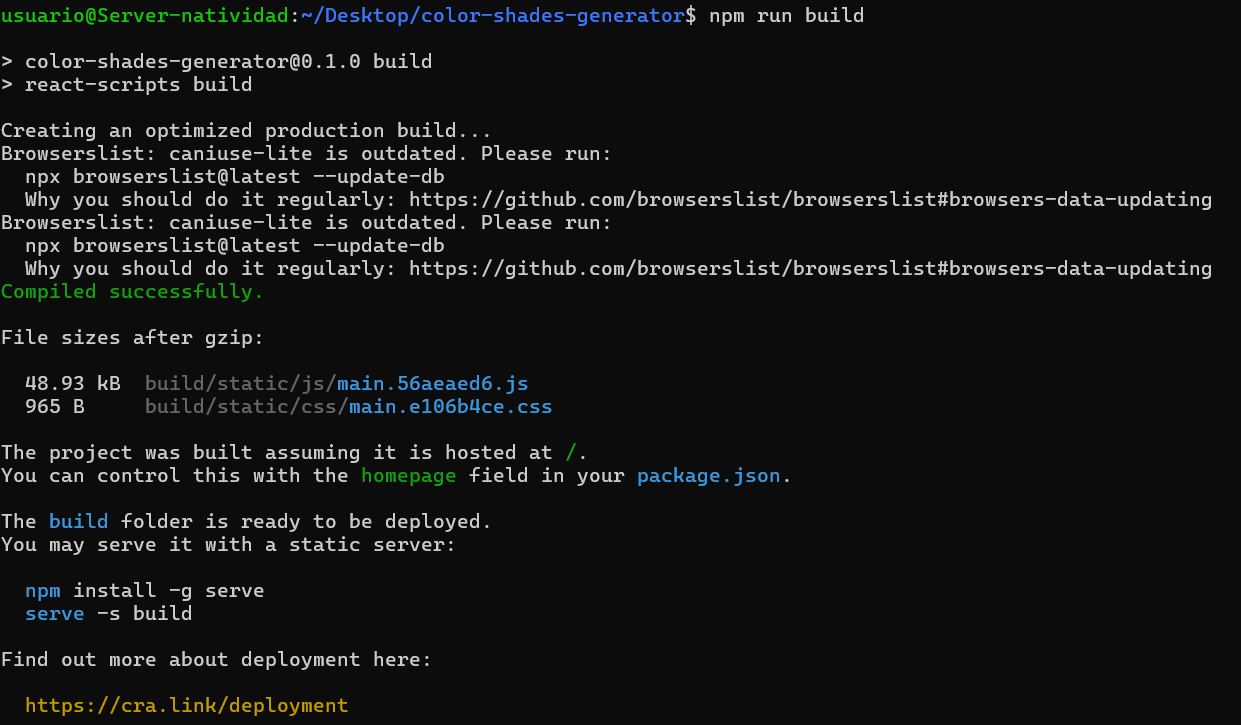 usuario@Server-natividad:~/Desktop/color-shades-generator$ npm run build
> color-shades-generator@0.1.0 build
> react-scripts build
Creating an optimized production build...
Browserslist: caniuse-lite is outdated. Please run:
  npx browserslist@latest --update-db
  Why you should do it regularly: https://github.com/browserslist/browserslist#browsers-data-updating
Browserslist: caniuse-lite is outdated. Please run:
  npx browserslist@latest --update-db
  Why you should do it regularly: https://github.com/browserslist/browserslist#browsers-data-updating
Compiled successfully.
File sizes after gzip:
  48.93 kB  build/static/js/main.56aeaed6.js
  965 B     build/static/css/main.e106b4ce.css
The project was built assuming it is hosted at /.
You can control this with the homepage field in your package.json.
The build folder is ready to be deployed.
You may serve it with a static server:
  npm install -g serve
  serve -s build
Find out more about deployment here:
  https://cra.link/deployment